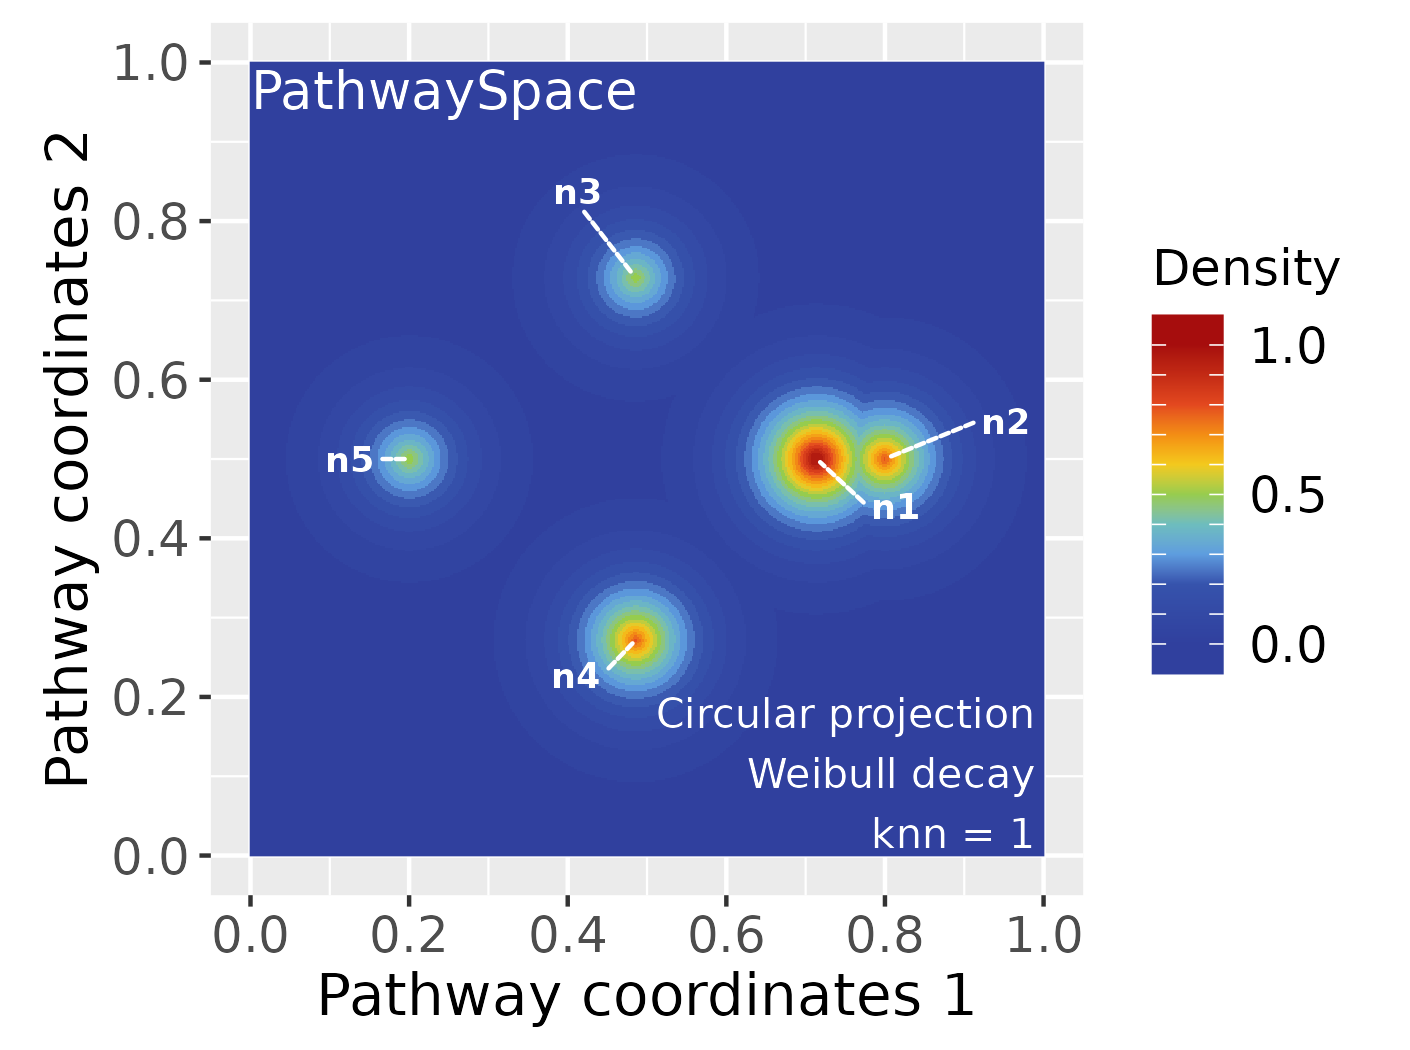 PathwaySpace
n3
n2
n5
n1
n4
Circular projection
Weibull decay
knn = 1
1.0
0.8
0.6
0.4
0.2
0.0
Pathway coordinates 2
0.0 0.2 0.4 0.6 0.8 1.0
Pathway coordinates 1
Density
1.0
0.5
0.0